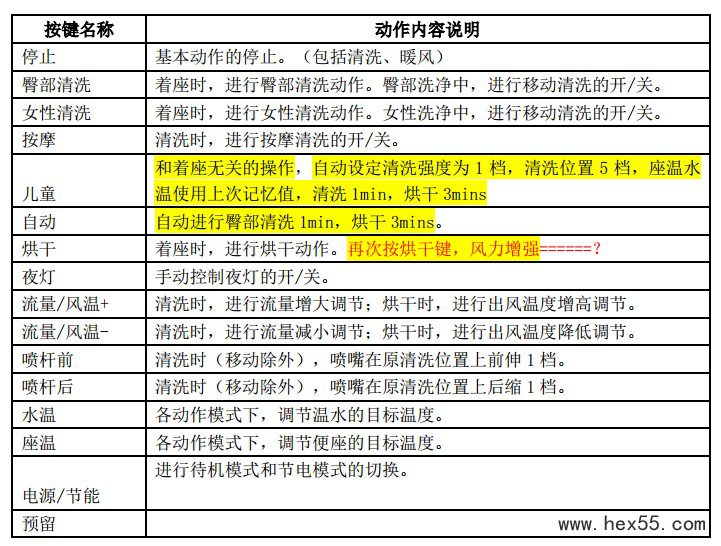 按键名称 动作内容说明
停止 基本动作的停止。（包括清洗、暖风）
臀部清洗 着座时，进行臀部清洗动作。臀部洗净中，进行移动清洗的开/关。
女性清洗 着座时，进行女性清洗动作。女性洗净中，进行移动清洗的开/关。
按摩 清洗时，进行按摩清洗的开/关。
和着座无关的操作，自动设定清洗强度为 1 档，清洗位置 5 档，座温水
儿童 温使用上次记忆值，清洗 1min，烘干 3mins
自动 自动进行臀部清洗 1min，烘干 3mins。
烘干 着座时，进行烘干动作。再次按烘干键，风力增强======？
夜灯 手动控制夜灯的开/关。
流量/风温+ 清洗时，进行流量增大调节；烘干时，进行出风温度增高调节。
流量/风温- 清洗时，进行流量减小调节；烘干时，进行出风温度降低调节。
喷杆前 清洗时（移动除外），喷嘴在原清洗位置上前伸 1 档。
喷杆后 清洗时（移动除外），喷嘴在原清洗位置上后缩 1 档。
水温 各动作模式下，调节温水的目标温度。
座温 各动作模式下，调节便座的目标温度。
进行待机模式和节电模式的切换。
电源/节能
预留
www.hex55.com